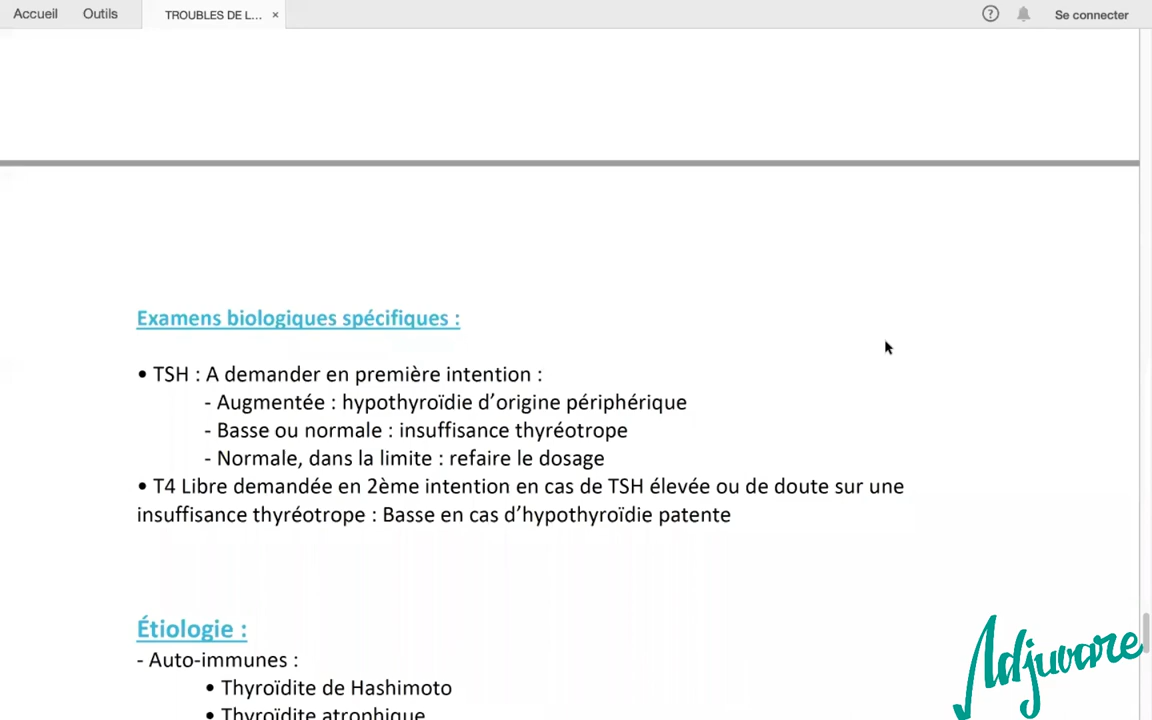 Accueil Outils TROUBLES DE L... × ? Se connecter
Examens biologiques spécifiques :
• TSH : A demander en première intention :
- Augmentée : hypothyroïdie d’origine périphérique
- Basse ou normale : insuffisance thyréotrope
- Normale, dans la limite : refaire le dosage
• T4 Libre demandée en 2ème intention en cas de TSH élevée ou de doute sur une
insuffisance thyréotrope : Basse en cas d’hypothyroïdie patente
Étiologie :
- Auto-immunes :
• Thyroïdite de Hashimoto
• Thyroïdite atrophique
Adjuvare